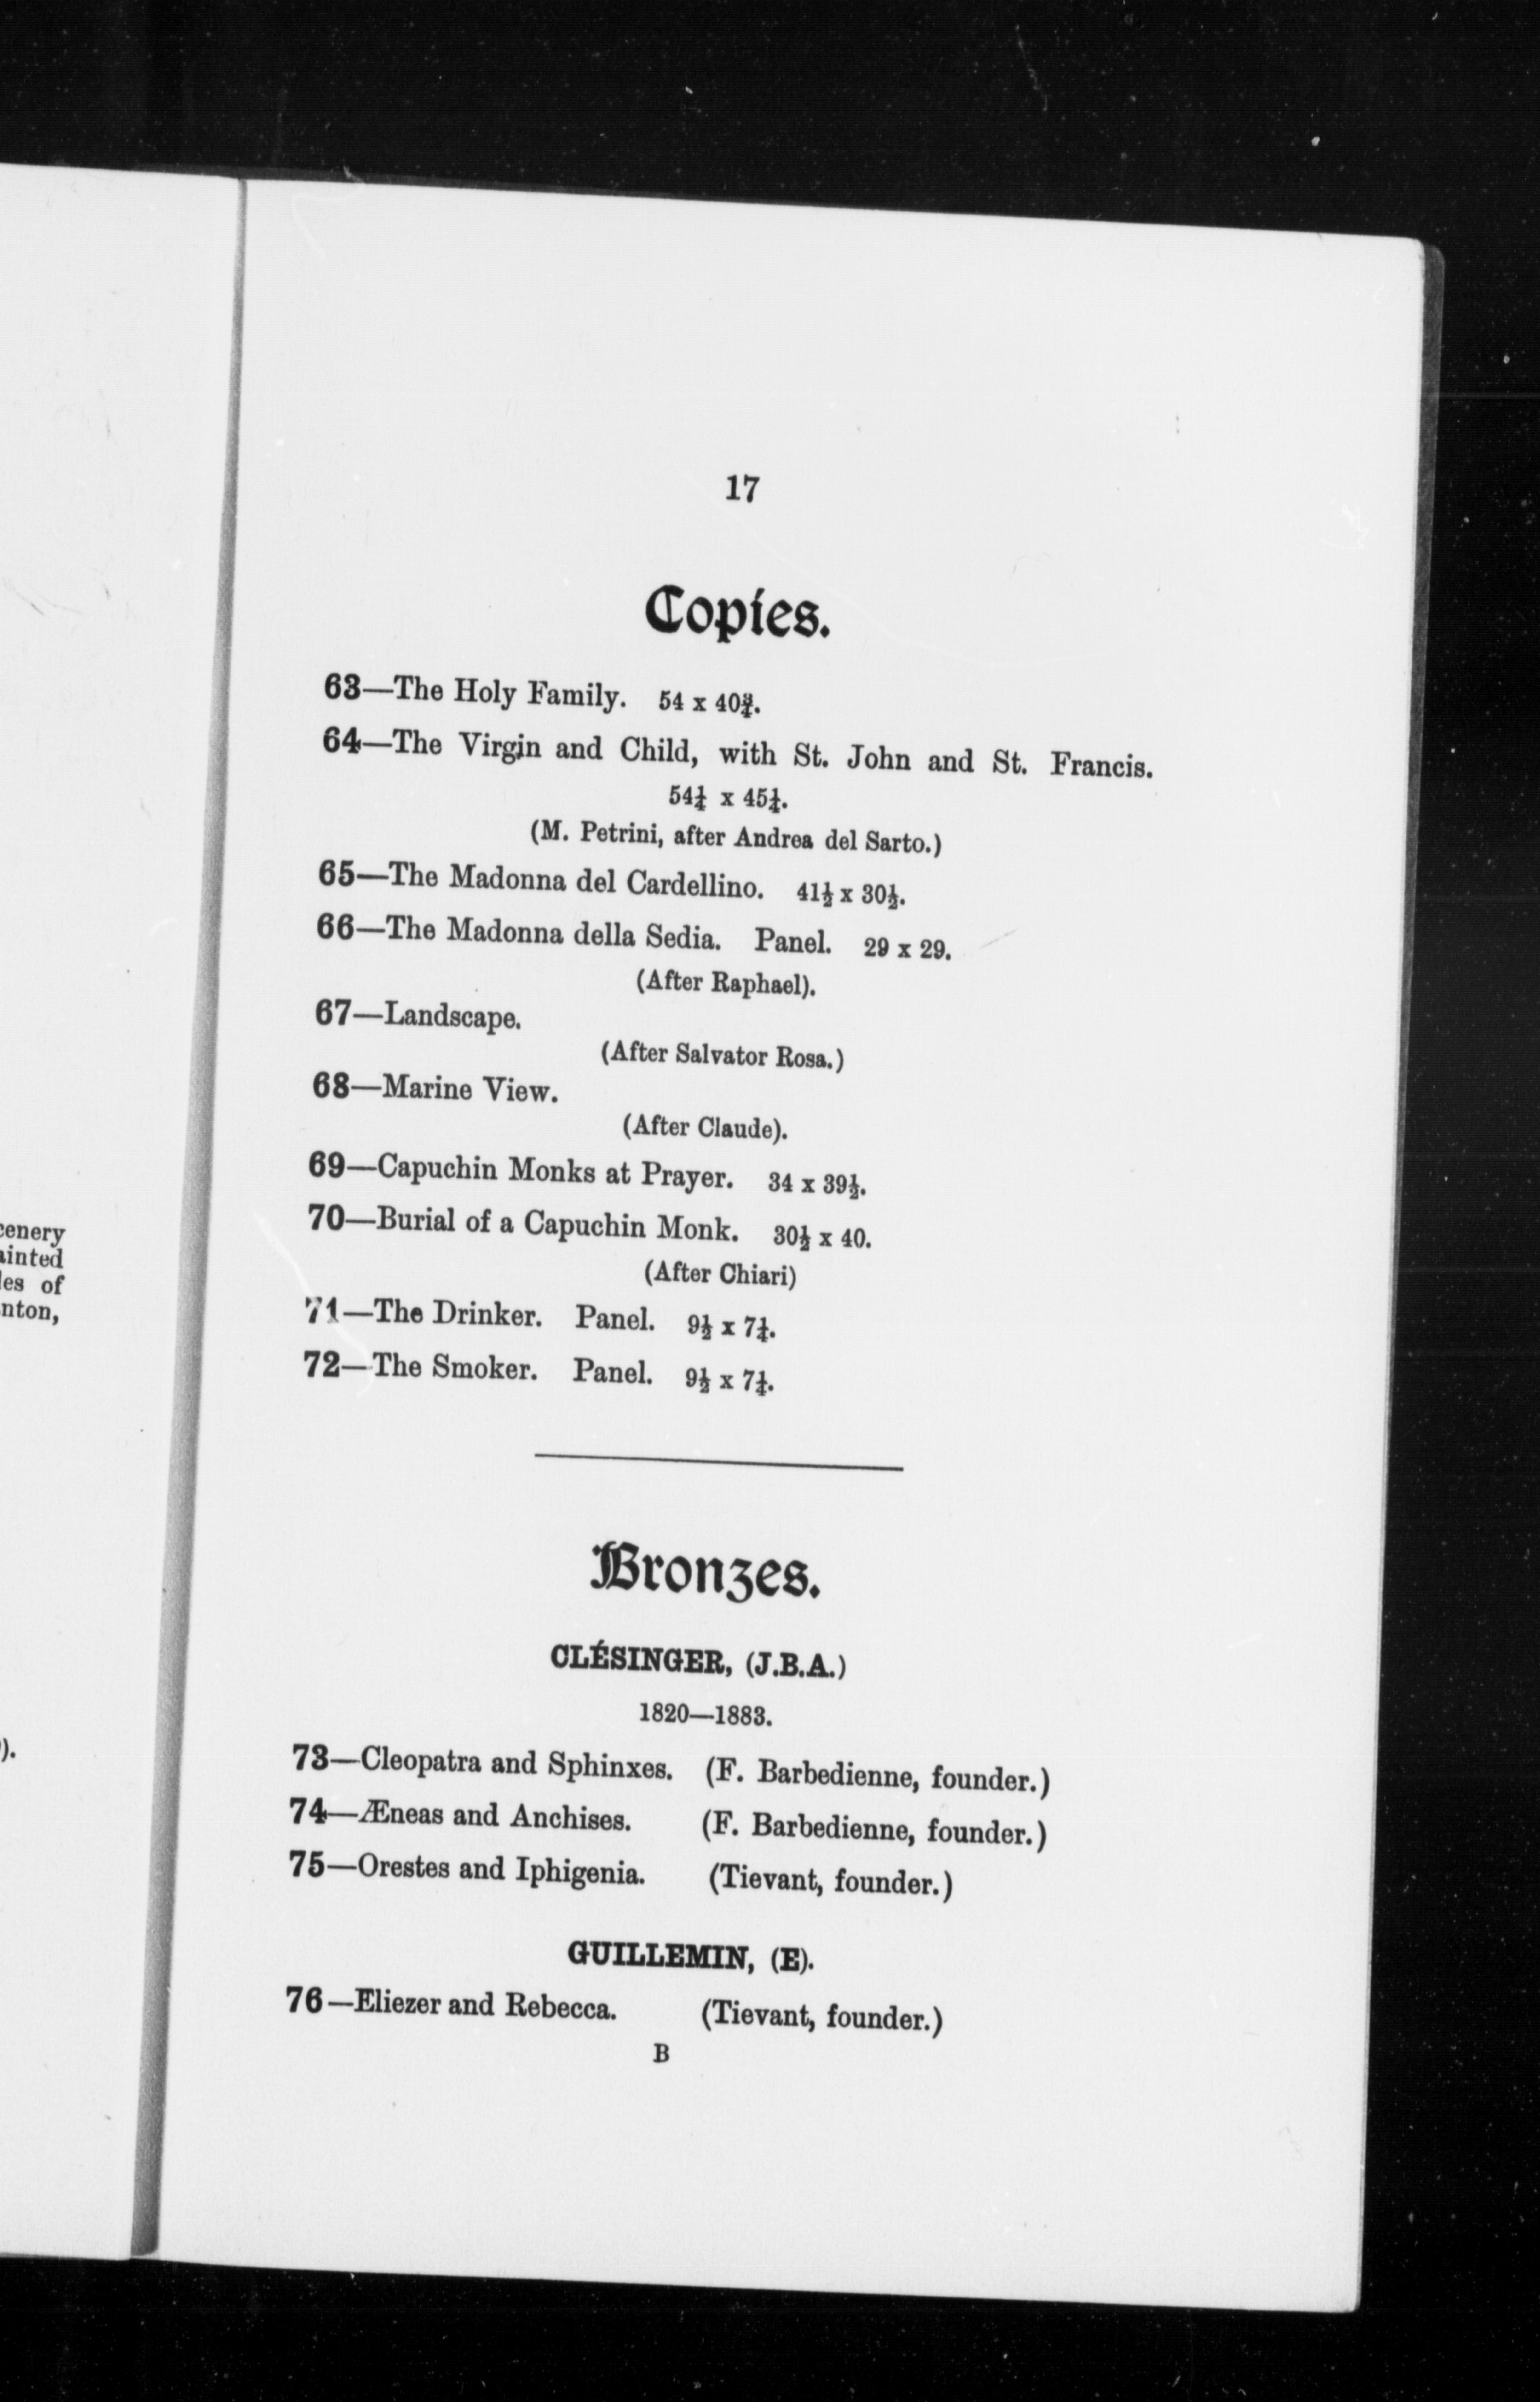 17
Copies.
63—The Holy Family. 54 x 40¾.
64—The Virgin and Child, with St. John and St. Francis.
54¼ x 45¼.
(M. Petrini, after Andrea del Sarto.)
65—The Madonna del Cardellino. 41½ x 30½.
66—The Madonna della Sedia. Panel. 29 x 29.
(After Raphael).
67—Landscape.
(After Salvator Rosa.)
68—Marine View.
(After Claude).
69—Capuchin Monks at Prayer. 34 x 39½.
70—Burial of a Capuchin Monk. 30½ x 40.
(After Chiari)
71—The Drinker. Panel. 9½ x 7¼.
72—The Smoker. Panel. 9½ x 7¼.
Bronzes.
CLÉSINGER, (J.B.A.)
1820—1883.
73—Cleopatra and Sphinxes. (F. Barbedienne, founder.)
74—Æneas and Anchises. (F. Barbedienne, founder.)
75—Orestes and Iphigenia. (Tievant, founder.)
GUILLEMIN, (E).
76—Eliezer and Rebecca. (Tievant, founder.)
B